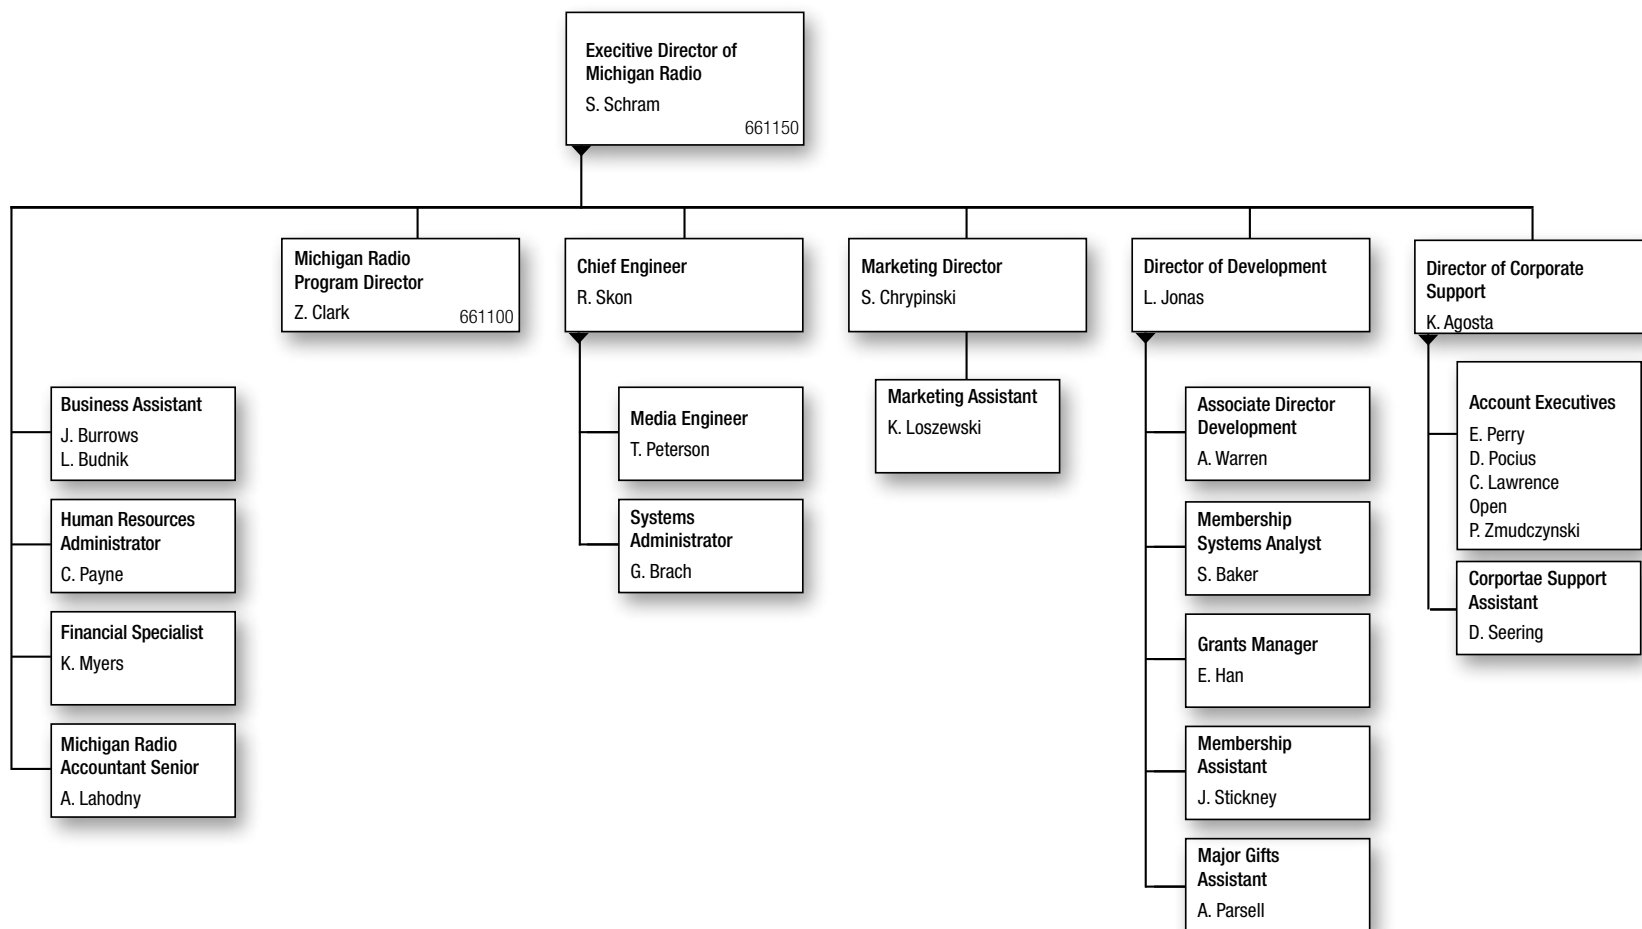 Execitive Director of
Michigan Radio
S. Schram
661150
Michigan Radio
Program Director
Z. Clark
661100
Chief Engineer
R. Skon
Marketing Director
S. Chrypinski
Director of Development
L. Jonas
Director of Corporate
Support
K. Agosta
Business Assistant
J. Burrows
L. Budnik
Human Resources
Administrator
C. Payne
Financial Specialist
K. Myers
Michigan Radio
Accountant Senior
A. Lahodny
Media Engineer
T. Peterson
Systems
Administrator
G. Brach
Marketing Assistant
K. Loszewski
Associate Director
Development
A. Warren
Membership
Systems Analyst
S. Baker
Grants Manager
E. Han
Membership
Assistant
J. Stickney
Major Gifts
Assistant
A. Parsell
Account Executives
E. Perry
D. Pocius
C. Lawrence
Open
P. Zmudczynski
Corportae Support
Assistant
D. Seering